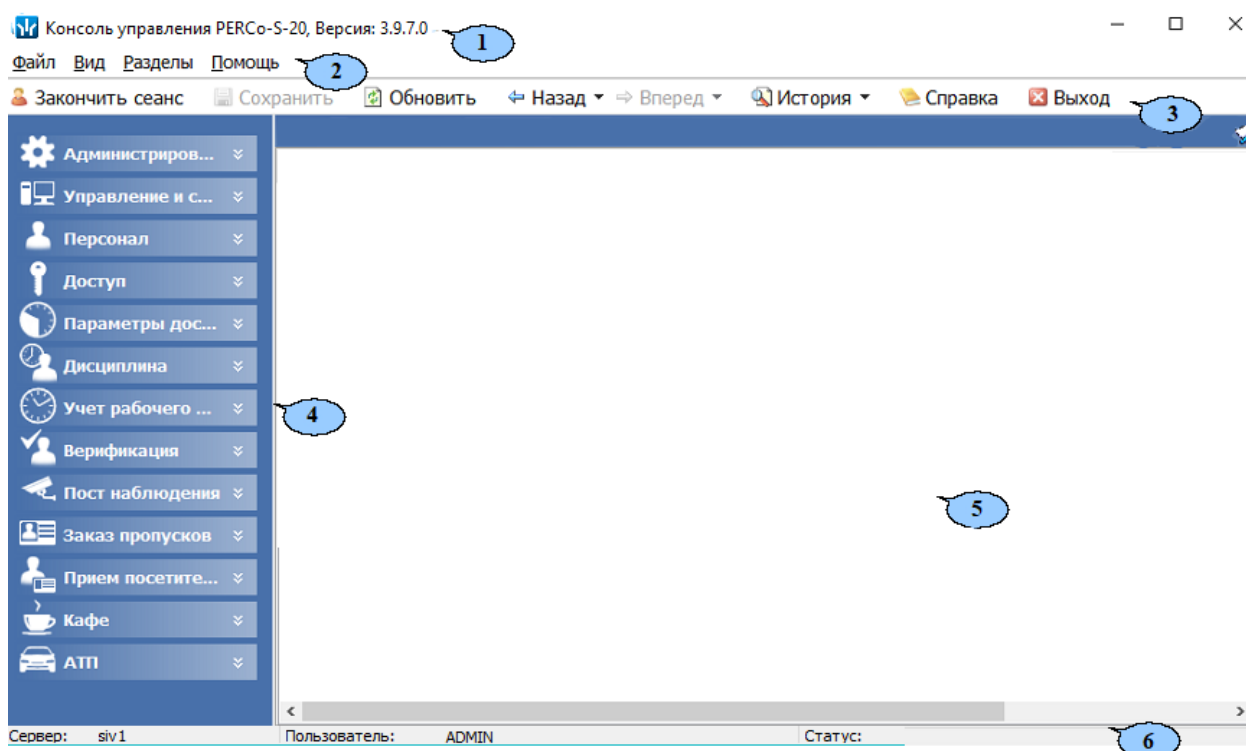 Консоль управления PERCo-S-20, Версия: 3.9.7.0
1
Файл Вид Разделы Помощь
2
Закончить сеанс Сохранить Обновить Назад Вперед История Справка Выход
3
Администриров...
Управление и с...
Персонал
Доступ
Параметры дос...
Дисциплина
Учет рабочего ...
4
Верификация
Пост наблюдения
5
Заказ пропусков
Прием посетите...
Кафе
АТП
Сервер: siv1 Пользователь: ADMIN Статус:
6